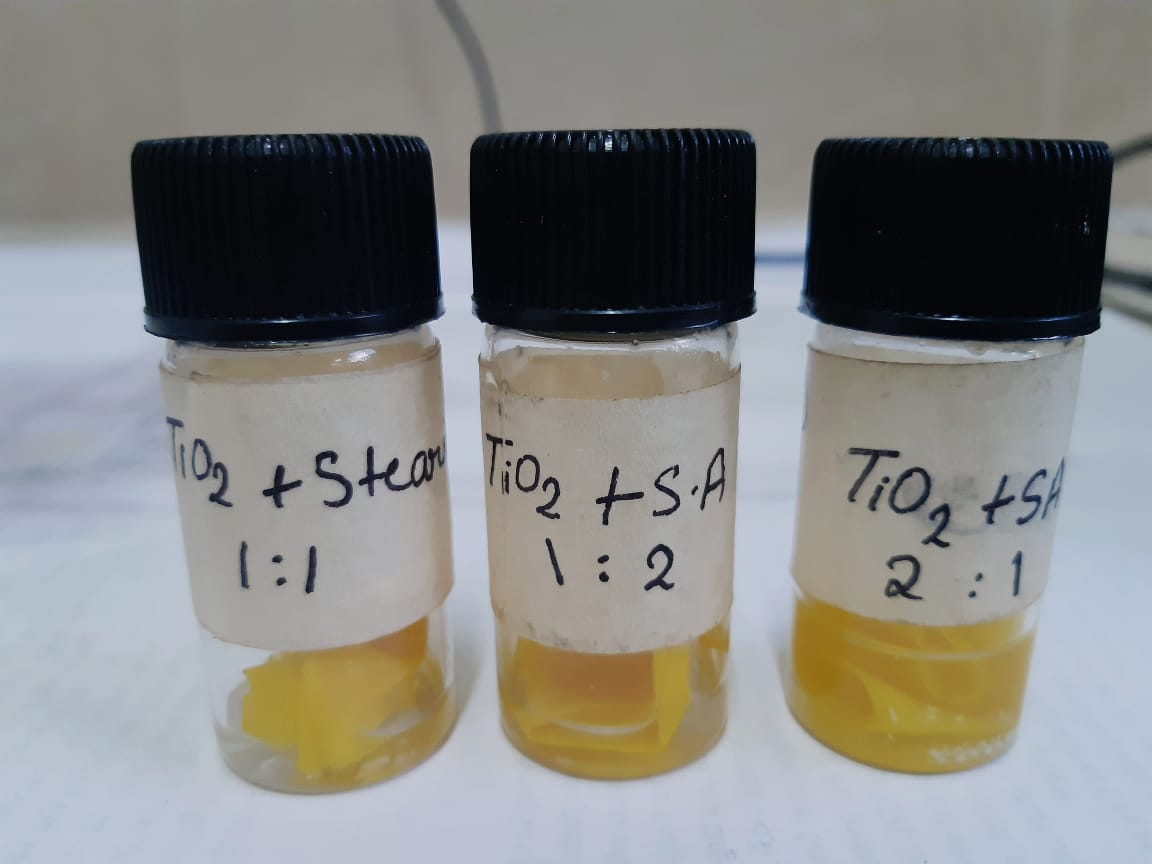 TiO₂ + Stear
1:1
TiO₂ + S.A
1:2
TiO₂ + SA
2:1